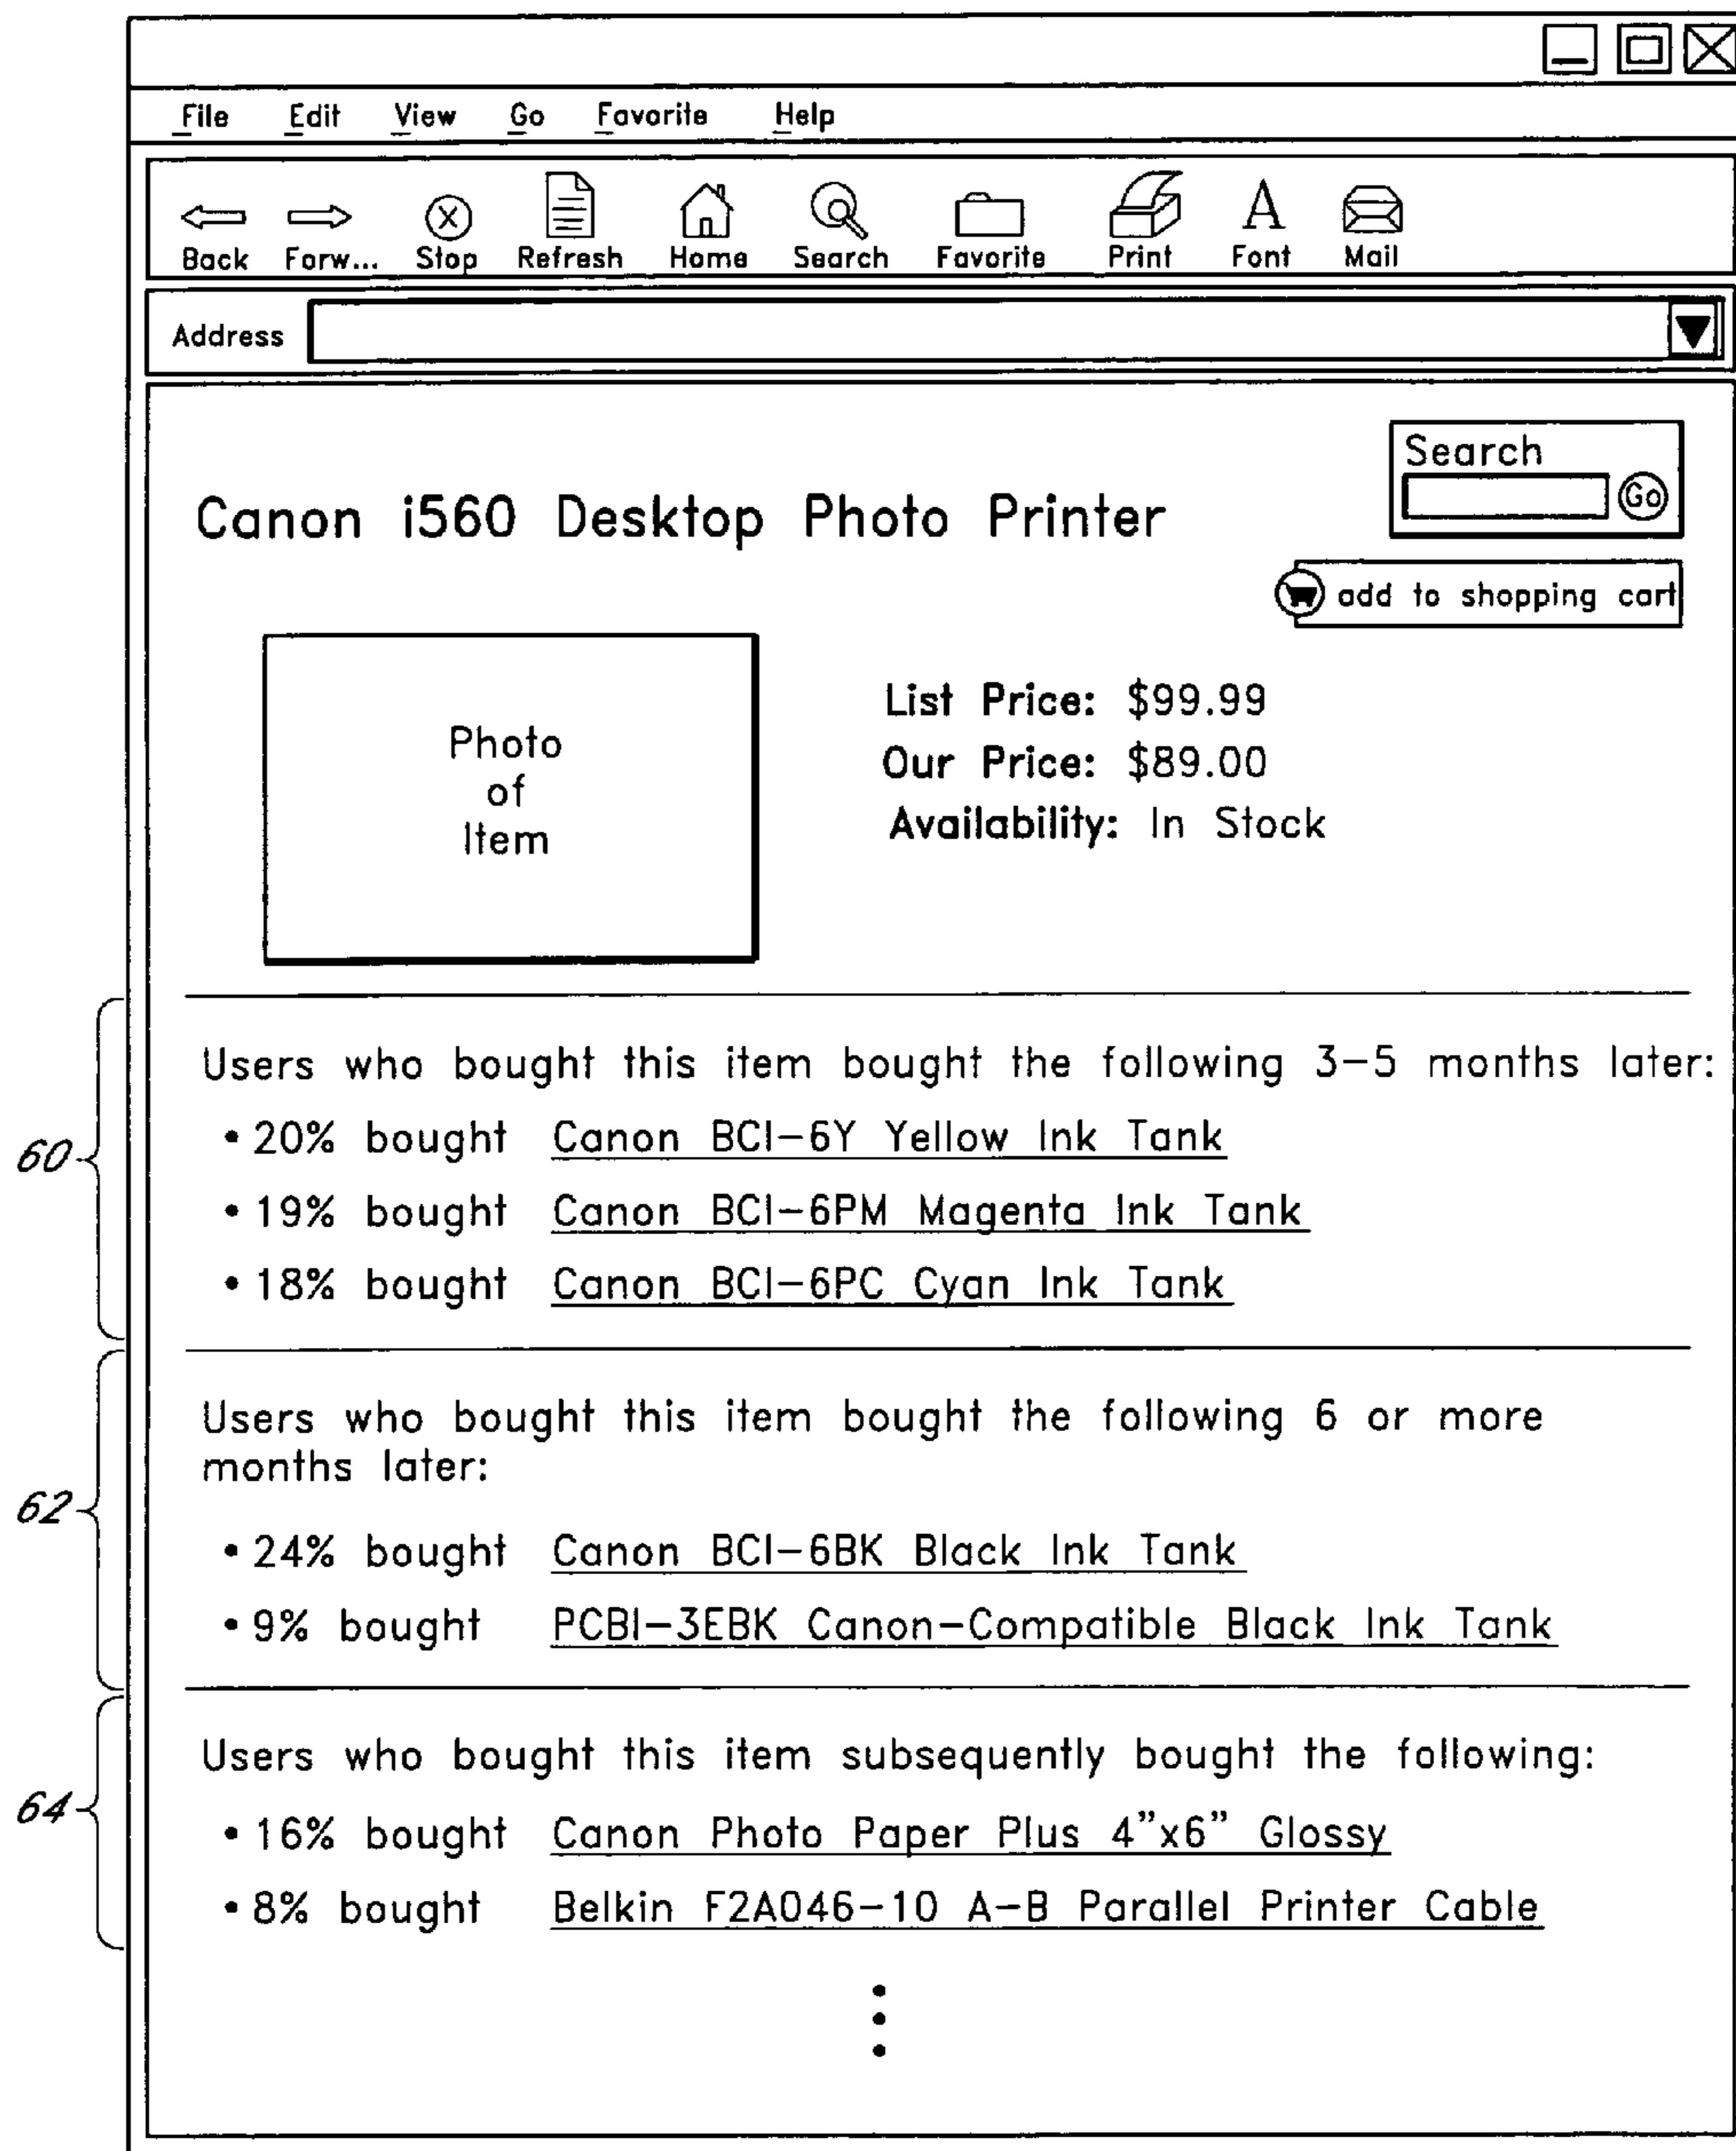 File Edit View Go Favorite Help
Back Forw... Stop Refresh Home Search Favorite Print Font Mail
Address
Search
Go
Canon i560 Desktop Photo Printer
add to shopping cart
Photo
of
Item
List Price: $99.99
Our Price: $89.00
Availability: In Stock
60
Users who bought this item bought the following 3-5 months later:
• 20% bought Canon BCI-6Y Yellow Ink Tank
• 19% bought Canon BCI-6PM Magenta Ink Tank
• 18% bought Canon BCI-6PC Cyan Ink Tank
62
Users who bought this item bought the following 6 or more
months later:
• 24% bought Canon BCI-6BK Black Ink Tank
• 9% bought PCBI-3EBK Canon-Compatible Black Ink Tank
64
Users who bought this item subsequently bought the following:
• 16% bought Canon Photo Paper Plus 4”x6” Glossy
• 8% bought Belkin F2A046-10 A-B Parallel Printer Cable